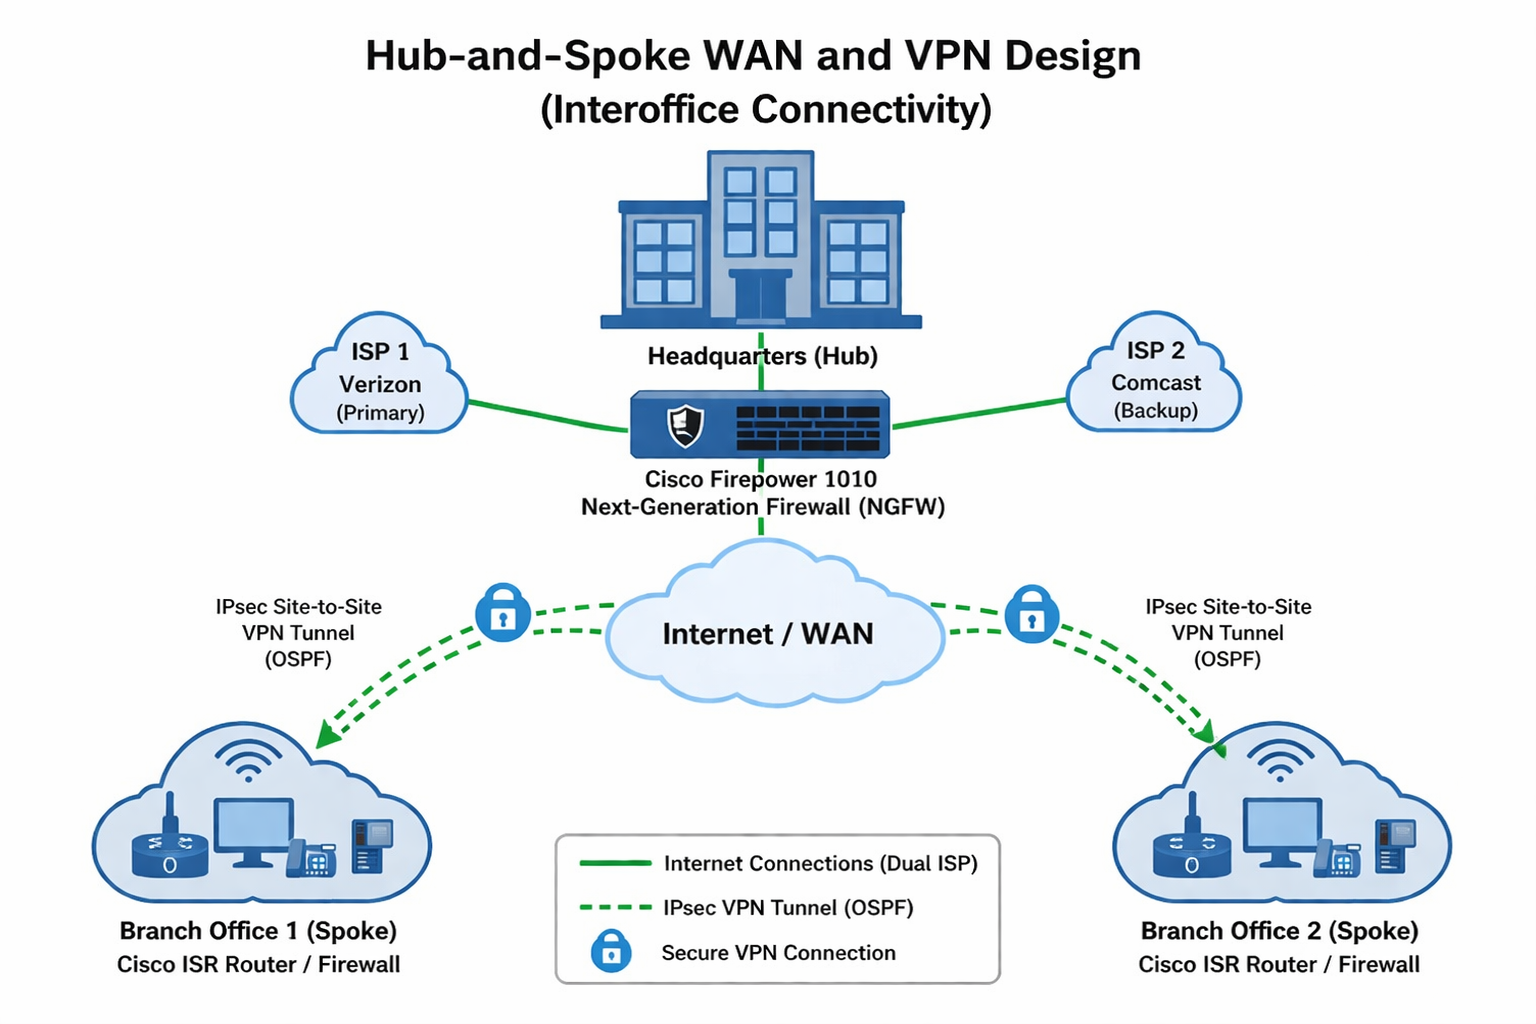 Hub-and-Spoke WAN and VPN Design
(Interoffice Connectivity)
ISP 1
Verizon
(Primary)
ISP 2
Comcast
(Backup)
Headquarters (Hub)
Cisco Firepower 1010
Next-Generation Firewall (NGFW)
IPsec Site-to-Site
VPN Tunnel
(OSPF)
Internet / WAN
IPsec Site-to-Site
VPN Tunnel
(OSPF)
Branch Office 1 (Spoke)
Cisco ISR Router / Firewall
Internet Connections (Dual ISP)
IPsec VPN Tunnel (OSPF)
Secure VPN Connection
Branch Office 2 (Spoke)
Cisco ISR Router / Firewall